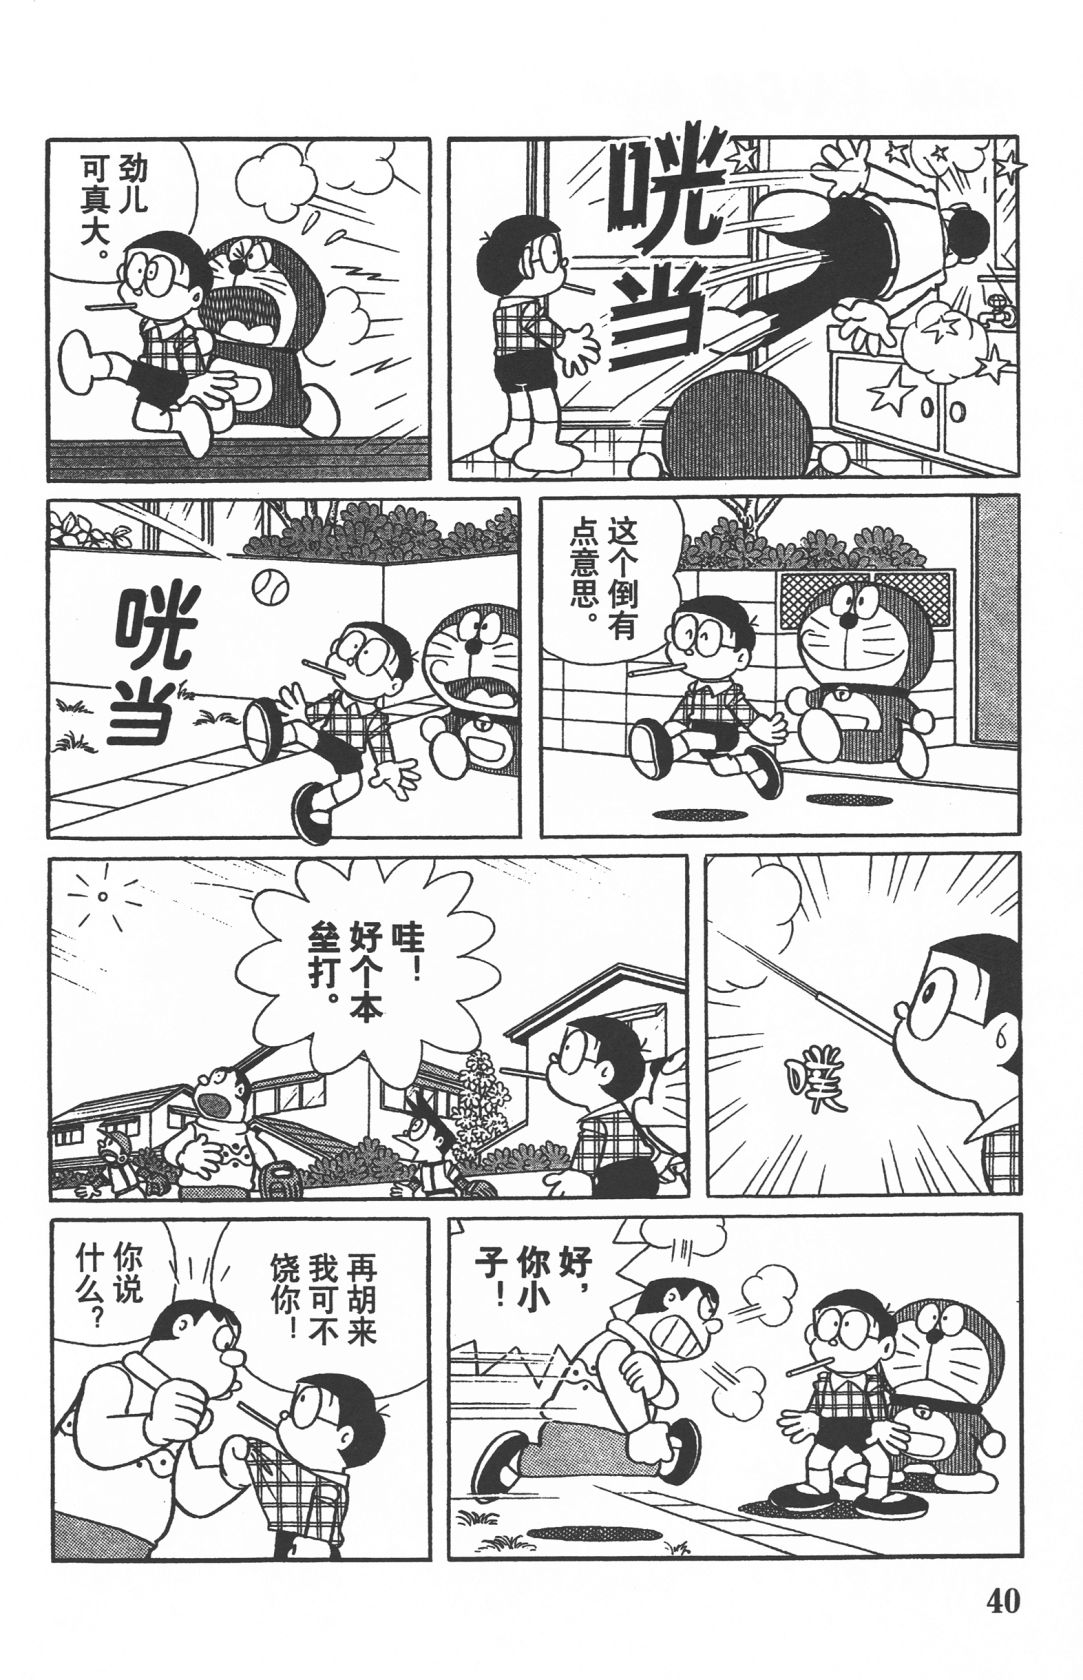 咣当
劲儿
可真大。
这个倒有
点意思。
咣当
噗
哇！
好个本
垒打。
好，
你小
子！
再胡来
我可不
饶你！
你说
什么？
40